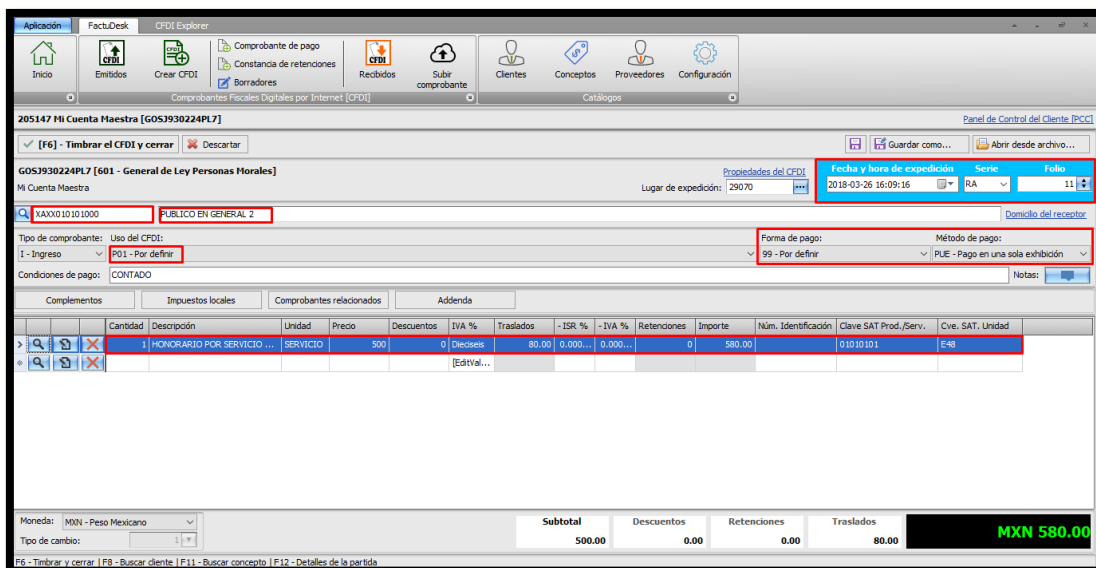 Aplicación FactuDesk CFDI Explorer
Inicio
CFDI Emitidos
CFDI Crear CFDI
Comprobante de pago
Constancia de retenciones
Borradores
CFDI Recibidos
Subir comprobante
Clientes
Conceptos
Proveedores
Configuración
Comprobantes Fiscales Digitales por Internet [CFDI]
Catálogos
205147 Mi Cuenta Maestra [GOSJ930224PL7] Panel de Control del Cliente [PCC]
[F6] - Timbrar el CFDI y cerrar Descartar Guardar como... Abrir desde archivo...
GOSJ930224PL7 [601 - General de Ley Personas Morales] Propiedades del CFDI Fecha y hora de expedición Serie Folio
Mi Cuenta Maestra Lugar de expedición: 29070 2018-03-26 16:09:16 RA 11
XAXX010101000 PUBLICO EN GENERAL 2 Domicilio del receptor
Tipo de comprobante: Uso del CFDI: Forma de pago: Método de pago:
I - Ingreso P01 - Por definir 99 - Por definir PUE - Pago en una sola exhibición
Condiciones de pago: CONTADO Notas:
Complementos Impuestos locales Comprobantes relacionados Addenda
Cantidad Descripción Unidad Precio Descuentos IVA % Traslados - ISR % - IVA % Retenciones Importe Núm. Identificación Clave SAT Prod./Serv. Cve. SAT. Unidad
1 HONORARIO POR SERVICIO ... SERVICIO 500 0 Dieciseis 80.00 0.000... 0.000... 0 580.00 01010101 E48
[EditVal...
Moneda: MXN - Peso Mexicano Subtotal Descuentos Retenciones Traslados MXN 580.00
Tipo de cambio: 1 500.00 0.00 0.00 80.00
F6 - Timbrar y cerrar | F8 - Buscar cliente | F11 - Buscar concepto | F12 - Detalles de la partida